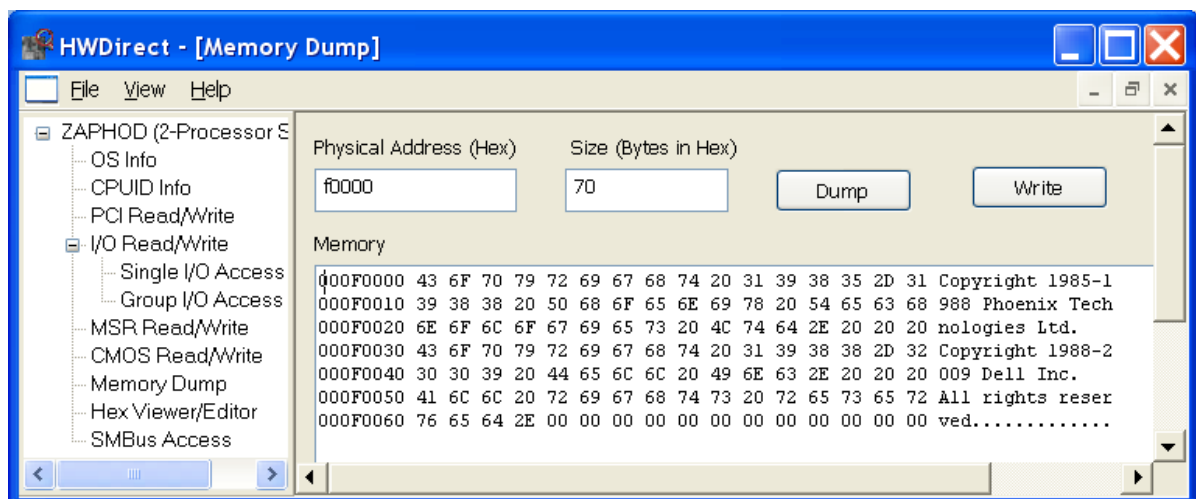 HWDirect - [Memory Dump]
File View Help
ZAPHOD (2-Processor S
OS Info
CPUID Info
PCI Read/Write
I/O Read/Write
Single I/O Access
Group I/O Access
MSR Read/Write
CMOS Read/Write
Memory Dump
Hex Viewer/Editor
SMBus Access
Physical Address (Hex) Size (Bytes in Hex)
f0000 70 Dump Write
Memory
000F0000 43 6F 70 79 72 69 67 68 74 20 31 39 38 35 2D 31 Copyright 1985-1
000F0010 39 38 38 20 50 68 6F 65 6E 69 78 20 54 65 63 68 988 Phoenix Tech
000F0020 6E 6F 6C 6F 67 69 65 73 20 4C 74 64 2E 20 20 20 nologies Ltd.
000F0030 43 6F 70 79 72 69 67 68 74 20 31 39 38 38 2D 32 Copyright 1988-2
000F0040 30 30 39 20 44 65 6C 6C 20 49 6E 63 2E 20 20 20 009 Dell Inc.
000F0050 41 6C 6C 20 72 69 67 68 74 73 20 72 65 73 65 72 All rights reser
000F0060 76 65 64 2E 00 00 00 00 00 00 00 00 00 00 00 00 ved.............